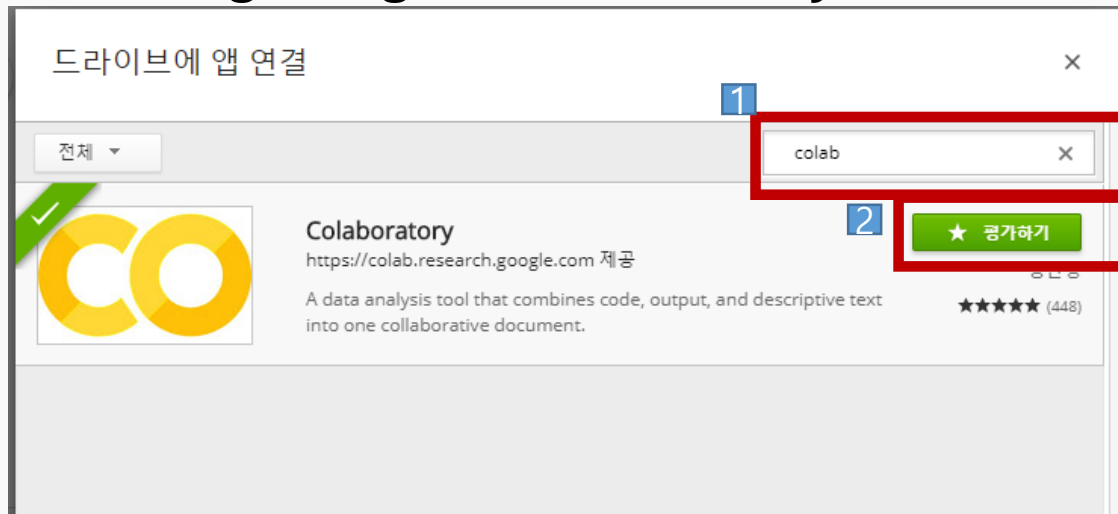 드라이브에 앱 연결
1
전체
colab
2
Colaboratory
★ 평가하기
https://colab.research.google.com 제공
A data analysis tool that combines code, output, and descriptive text
into one collaborative document.
★★★★★ (448)